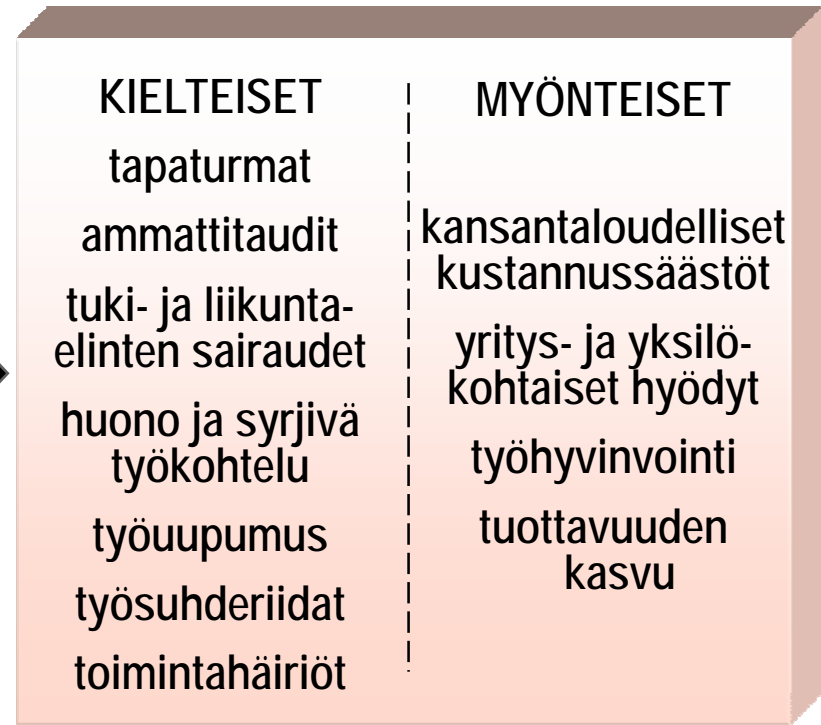 KIELTEISET
tapaturmat
ammattitaudit
tuki- ja liikunta-
elinten sairaudet
huono ja syrjivä
työkohtelu
työuupumus
työsuhderiidat
toimintahäiriöt
MYÖNTEISET
kansantaloudelliset
kustannussäästöt
yritys- ja yksilö-
kohtaiset hyödyt
työhyvinvointi
tuottavuuden
kasvu